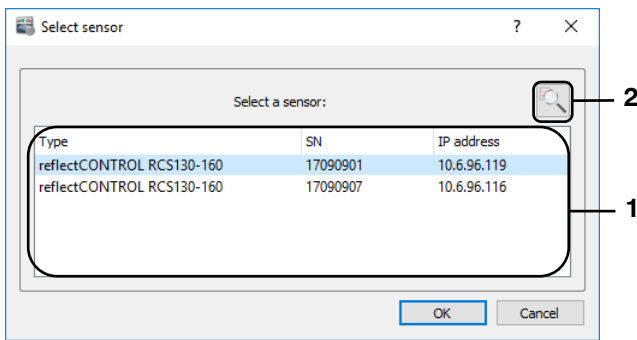 Select sensor ?
Select a sensor:
2
Type SN IP address
reflectCONTROL RCS130-160 17090901 10.6.96.119
reflectCONTROL RCS130-160 17090907 10.6.96.116
1
OK Cancel